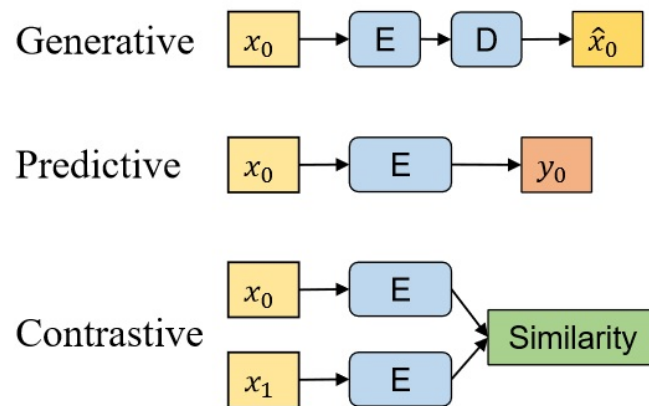 Generative x₀ E D x̂₀
Predictive x₀ E y₀
x₀ E
Contrastive Similarity
x₁ E